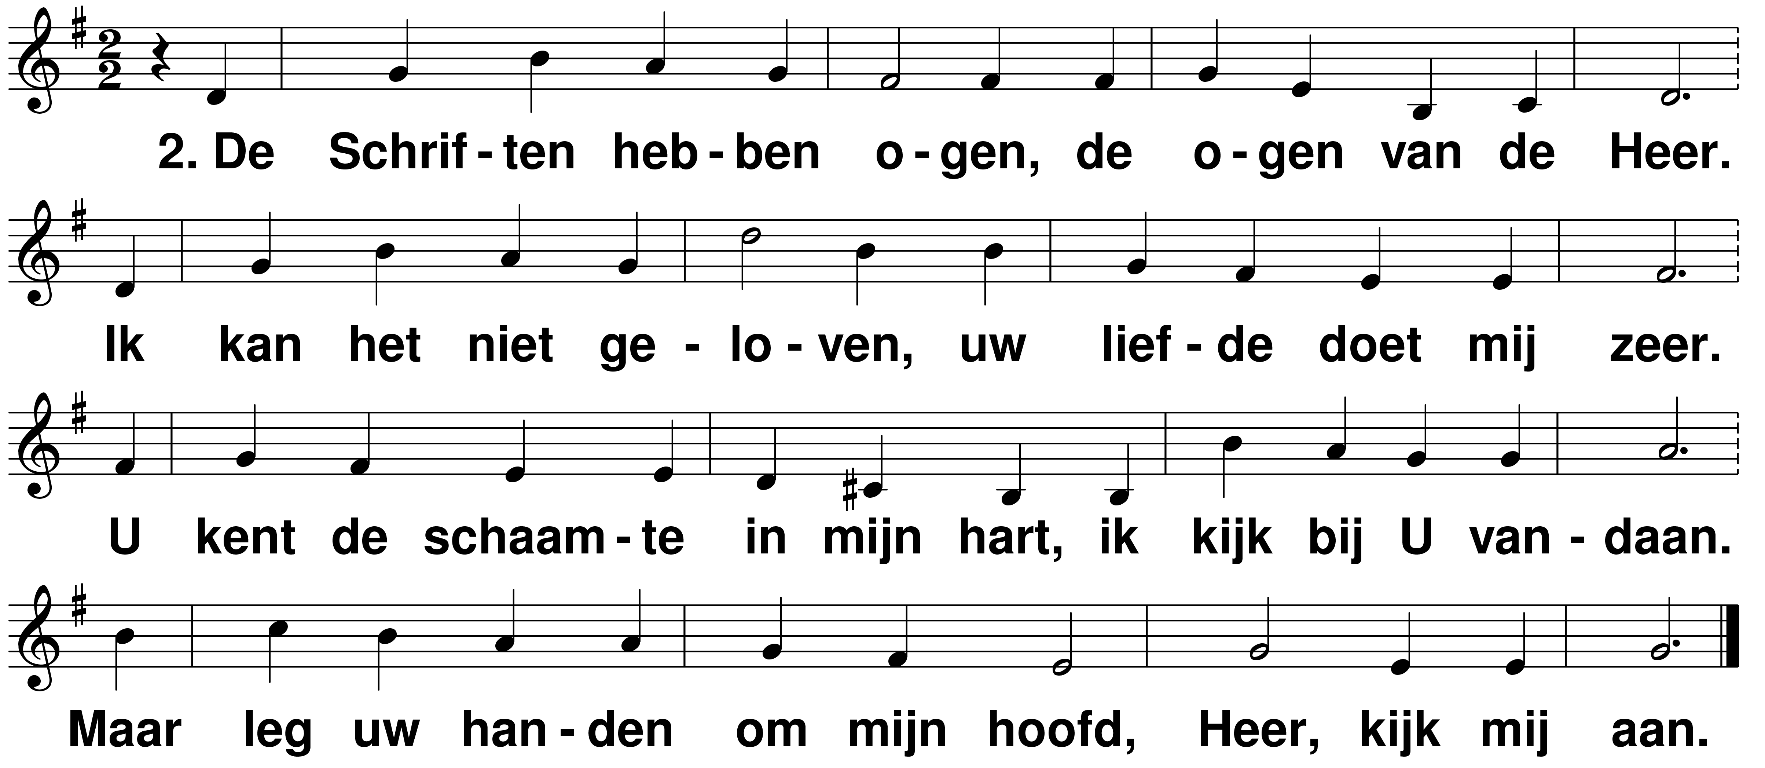 2. De Schrif - ten heb - ben o - gen, de o - gen van de Heer.
Ik kan het niet ge - lo - ven, uw lief - de doet mij zeer.
U kent de schaam - te in mijn hart, ik kijk bij U van - daan.
Maar leg uw han - den om mijn hoofd, Heer, kijk mij aan.